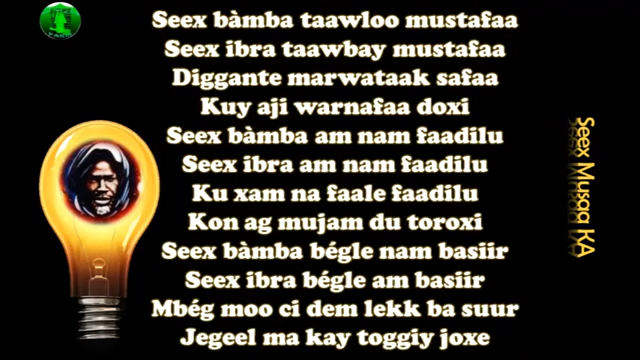 Seex bàmba taawloo mustafaa
Seex ibra taawbay mustafaa
Diggante marwataak safaa
Kuy aji warnafaa doxi
Seex bàmba am nam faadilu
Seex ibra am nam faadilu
Ku xam na faale faadilu
Kon ag mujam du toroxi
Seex bàmba bégle nam basiir
Seex ibra bégle am basiir
Mbég moo ci dem lekk ba suur
Jegeel ma kay toggiy joxe
Seex Musaa KA